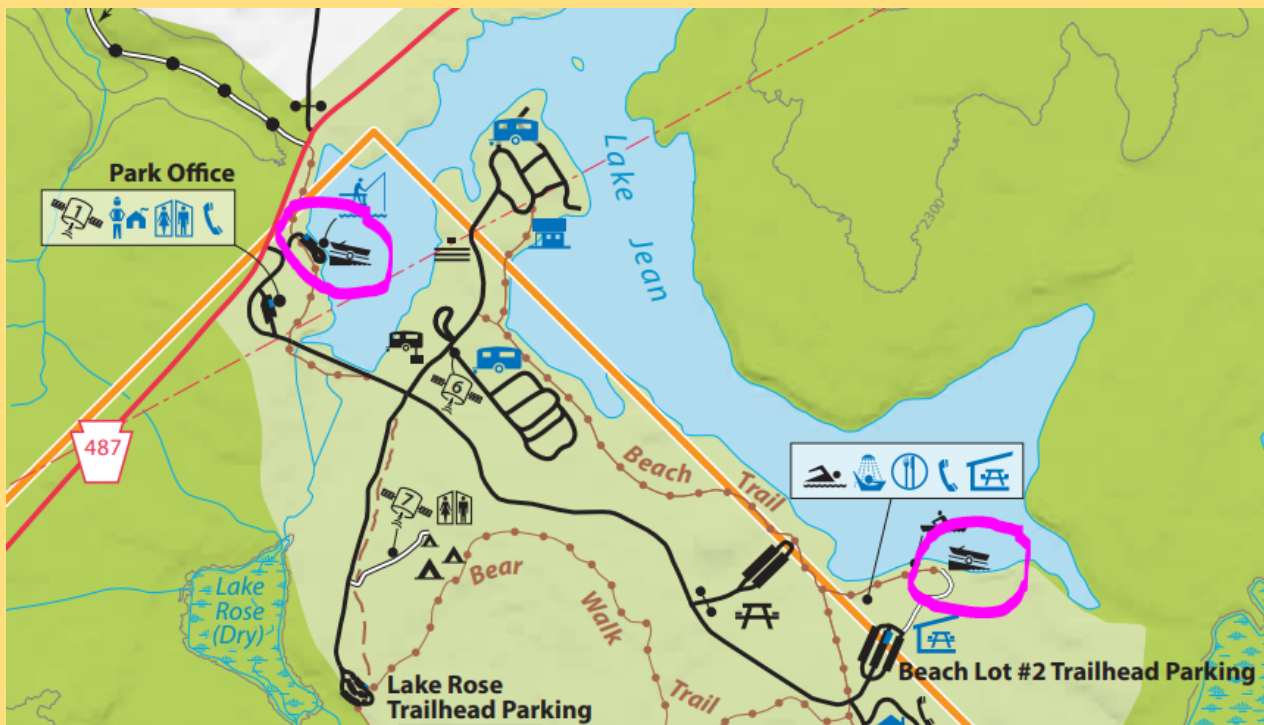 Park Office
1
Lake
Jean
2300
487
6
Beach Trail
7
Bear
Walk
Trail
Lake
Rose
(Dry)
Lake Rose
Trailhead Parking
Beach Lot #2 Trailhead Parking